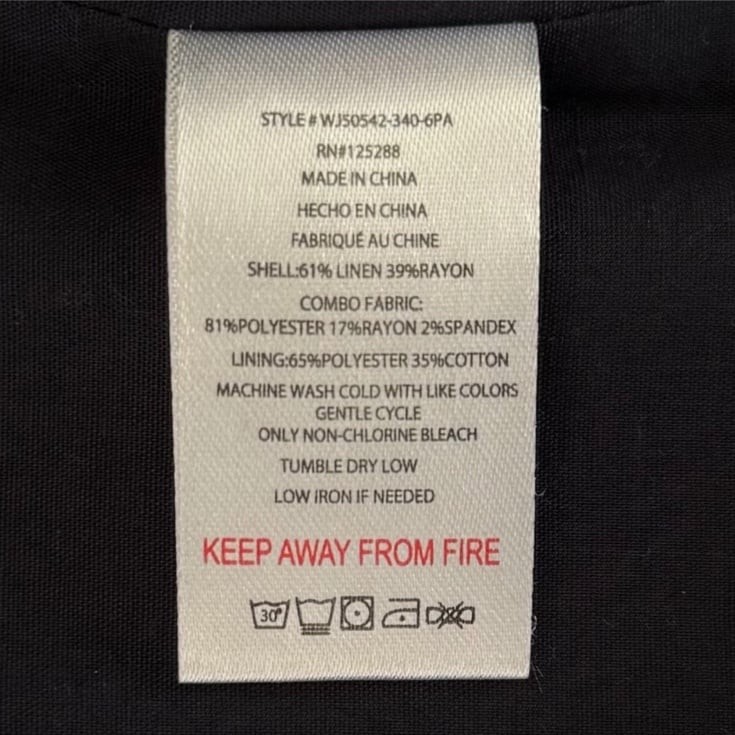 STYLE # WJ50542-340-6PA
RN#125288
MADE IN CHINA
HECHO EN CHINA
FABRIQUÉ AU CHINE
SHELL:61% LINEN 39%RAYON
COMBO FABRIC:
81%POLYESTER 17%RAYON 2%SPANDEX
LINING:65%POLYESTER 35%COTTON
MACHINE WASH COLD WITH LIKE COLORS
GENTLE CYCLE
ONLY NON-CHLORINE BLEACH
TUMBLE DRY LOW
LOW IRON IF NEEDED
KEEP AWAY FROM FIRE
30°